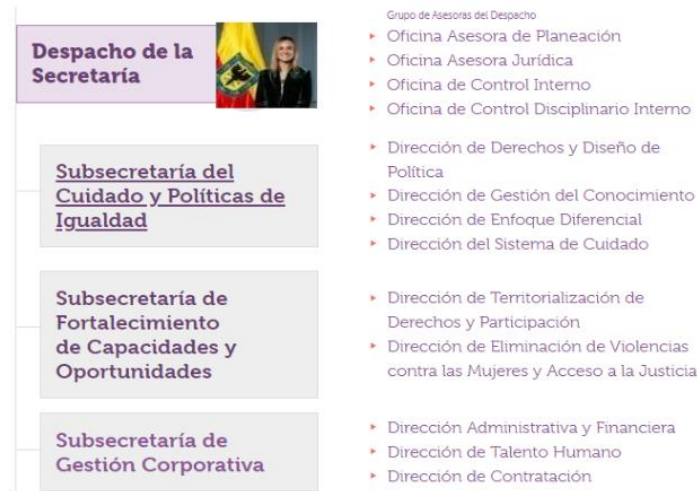 Despacho de la
Secretaría
Grupo de Asesoras del Despacho
Oficina Asesora de Planeación
Oficina Asesora Jurídica
Oficina de Control Interno
Oficina de Control Disciplinario Interno
Subsecretaría del
Cuidado y Políticas de
Igualdad
Dirección de Derechos y Diseño de
Política
Dirección de Gestión del Conocimiento
Dirección de Enfoque Diferencial
Dirección del Sistema de Cuidado
Subsecretaría de
Fortalecimiento
de Capacidades y
Oportunidades
Dirección de Territorialización de
Derechos y Participación
Dirección de Eliminación de Violencias
contra las Mujeres y Acceso a la Justicia
Subsecretaría de
Gestión Corporativa
Dirección Administrativa y Financiera
Dirección de Talento Humano
Dirección de Contratación